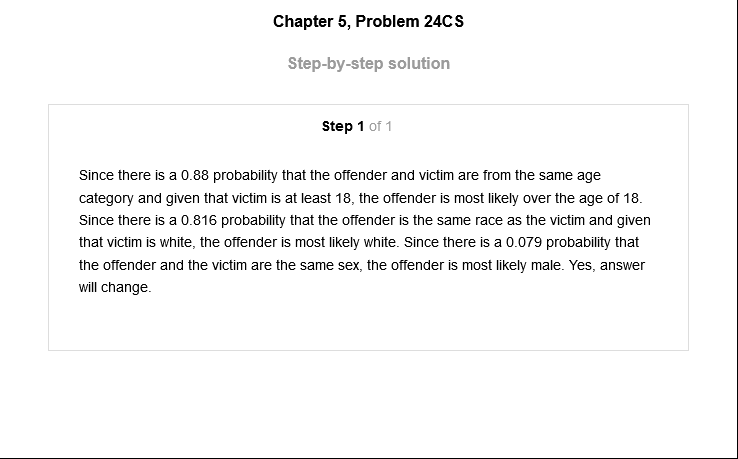 Chapter 5, Problem 24CS
Step-by-step solution
Step 1 of 1
Since there is a 0.88 probability that the offender and victim are from the same age
category and given that victim is at least 18, the offender is most likely over the age of 18.
Since there is a 0.816 probability that the offender is the same race as the victim and given
that victim is white, the offender is most likely white. Since there is a 0.079 probability that
the offender and the victim are the same sex, the offender is most likely male. Yes, answer
will change.